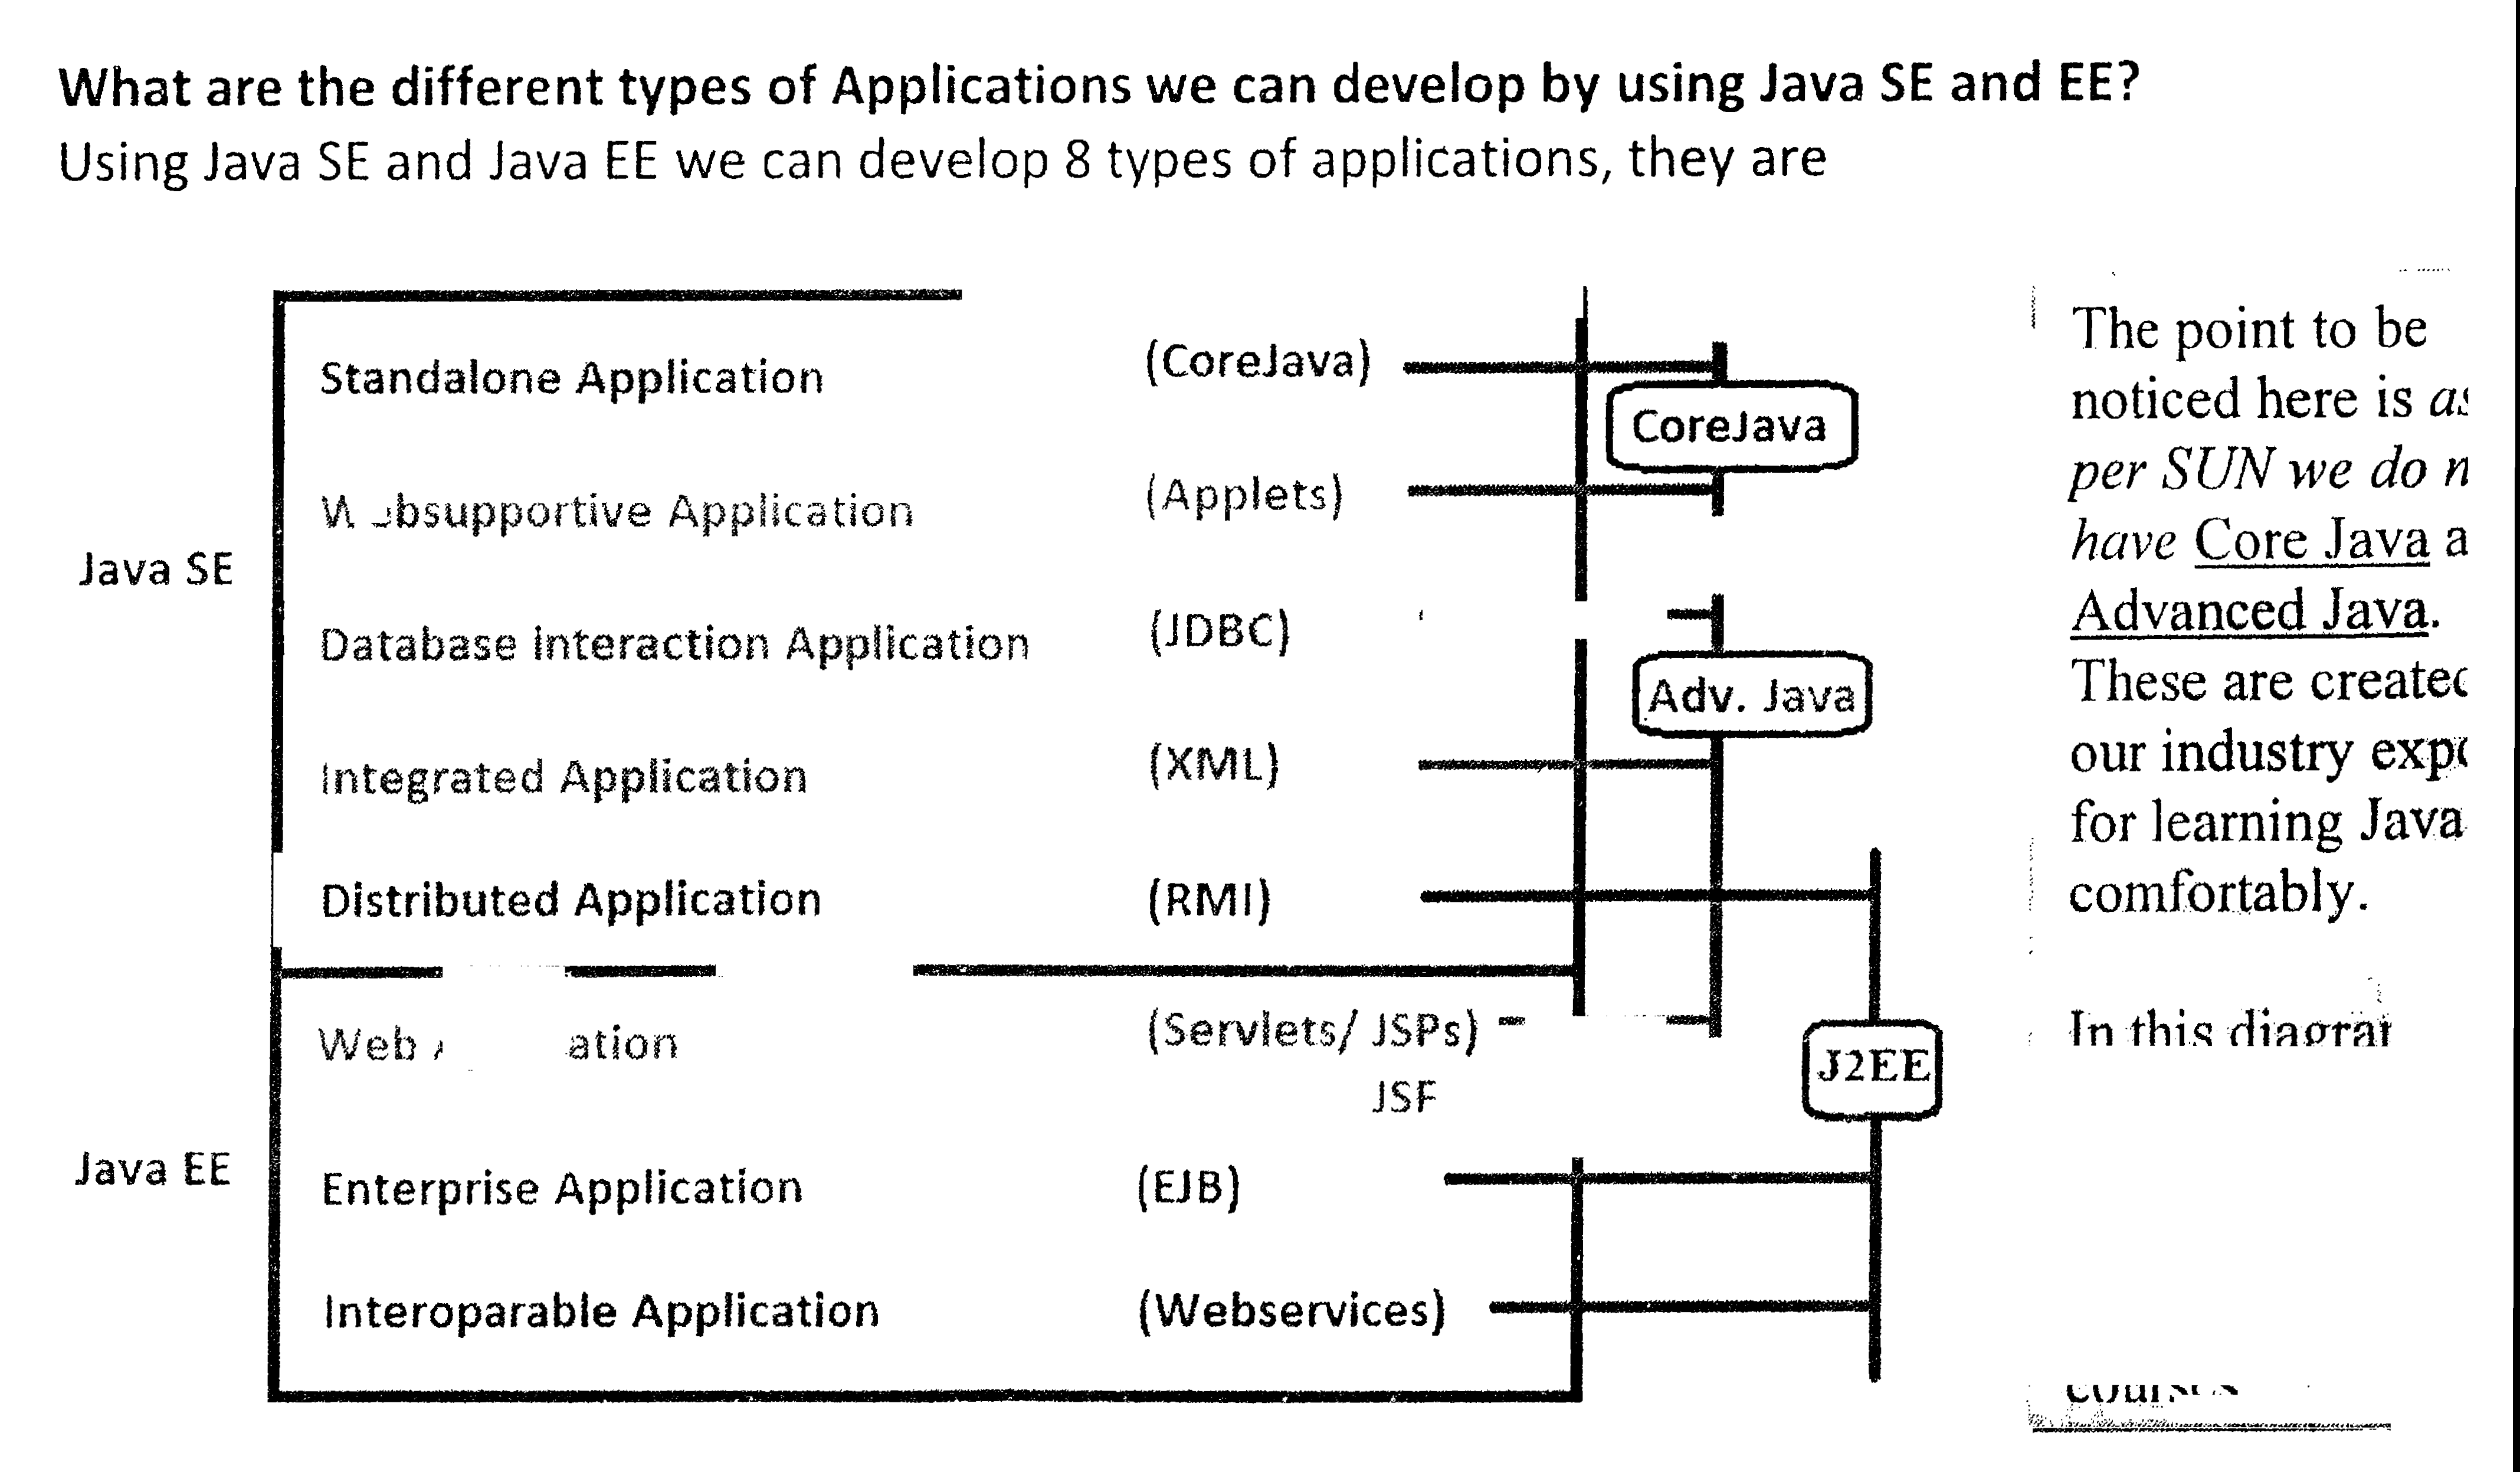 What are the different types of Applications we can develop by using Java SE and EE?
Using Java SE and Java EE we can develop 8 types of applications, they are
Java SE
Standalone Application (CoreJava)
Application (Applets)
Database Interaction Application (JDBC)
Integrated Application (XML)
Distributed Application (RMI)
Java EE
Web (Servlets/ JSPs)
JSF
Enterprise Application (EJB)
Interoparable Application (Webservices)
CoreJava
Adv. Java
J2EE
The point to be
noticed here is
per SUN we do
have Core Java
Advanced Java.
These are
our industry
for learning Java
comfortably.
In this
courses